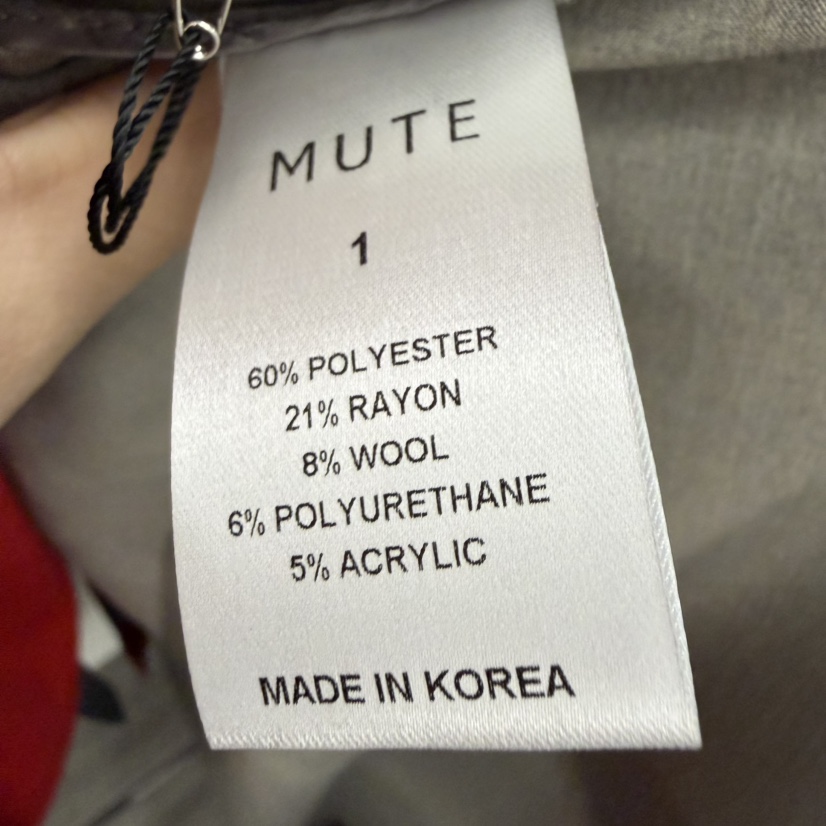 MUTE
1
60% POLYESTER
21% RAYON
8% WOOL
6% POLYURETHANE
5% ACRYLIC
MADE IN KOREA